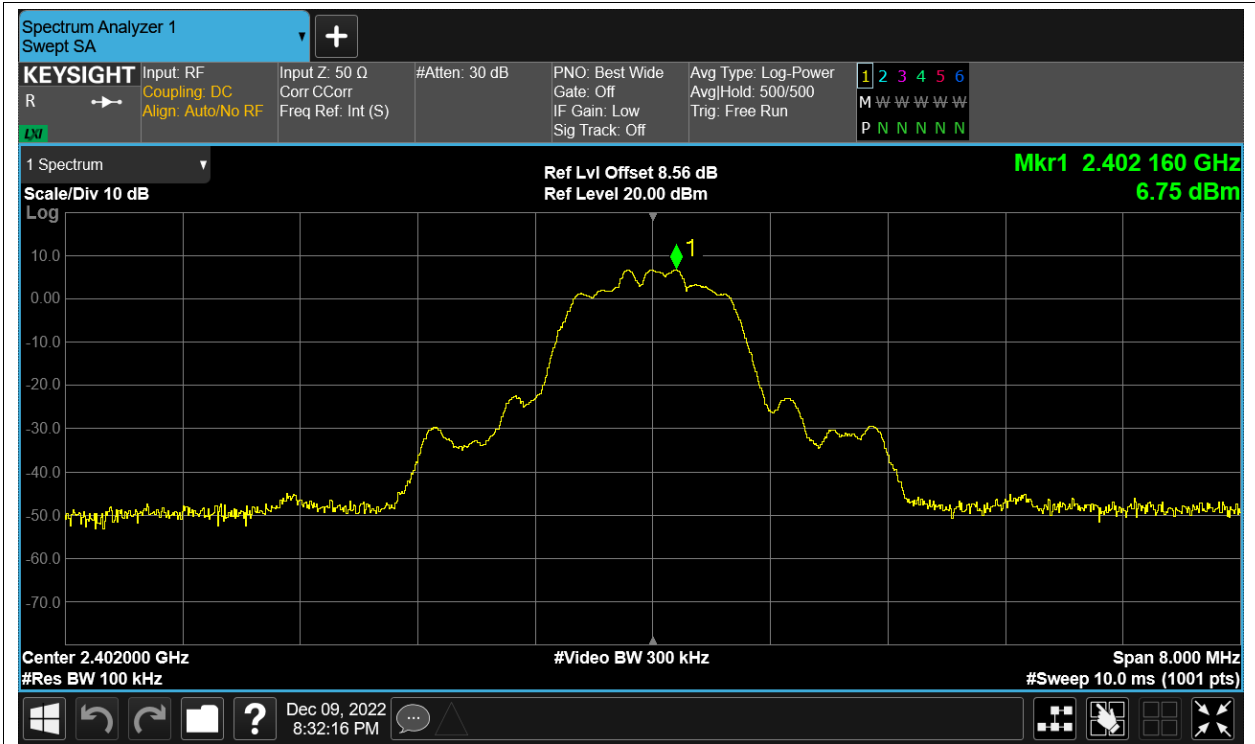 Spectrum Analyzer 1
Swept SA
+
KEYSIGHT
R
LXI
Input: RF
Coupling: DC
Align: Auto/No RF
Input Z: 50 Ω
Corr CCorr
Freq Ref: Int (S)
#Atten: 30 dB
PNO: Best Wide
Gate: Off
IF Gain: Low
Sig Track: Off
Avg Type: Log-Power
Avg|Hold: 500/500
Trig: Free Run
1 2 3 4 5 6
M W W W W W
P N N N N N
1 Spectrum
Scale/Div 10 dB
Log
Ref Lvl Offset 8.56 dB
Ref Level 20.00 dBm
Mkr1 2.402 160 GHz
6.75 dBm
1
10.0
0.00
-10.0
-20.0
-30.0
-40.0
-50.0
-60.0
-70.0
Center 2.402000 GHz
#Res BW 100 kHz
#Video BW 300 kHz
Span 8.000 MHz
#Sweep 10.0 ms (1001 pts)
?
Dec 09, 2022
8:32:16 PM